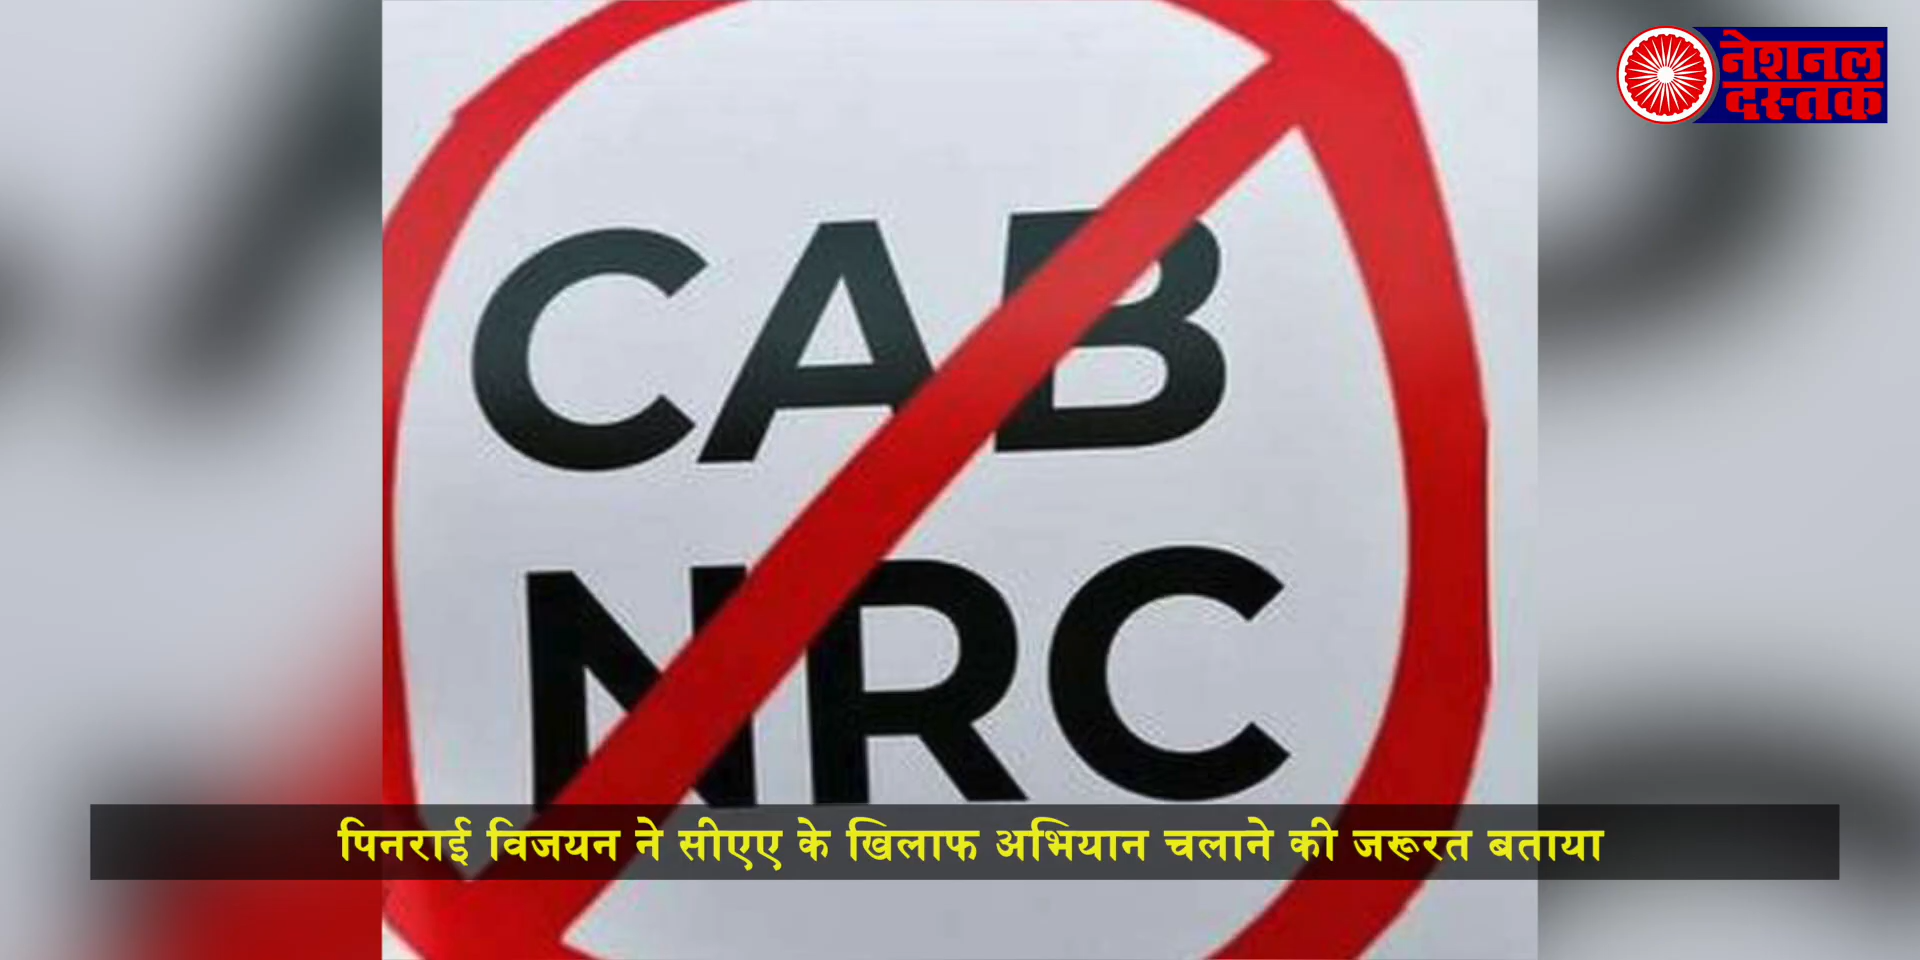 नेशनल
दस्तक
CAB
NRC
पिनराई विजयन ने सीएए के खिलाफ अभियान चलाने की जरूरत बताया